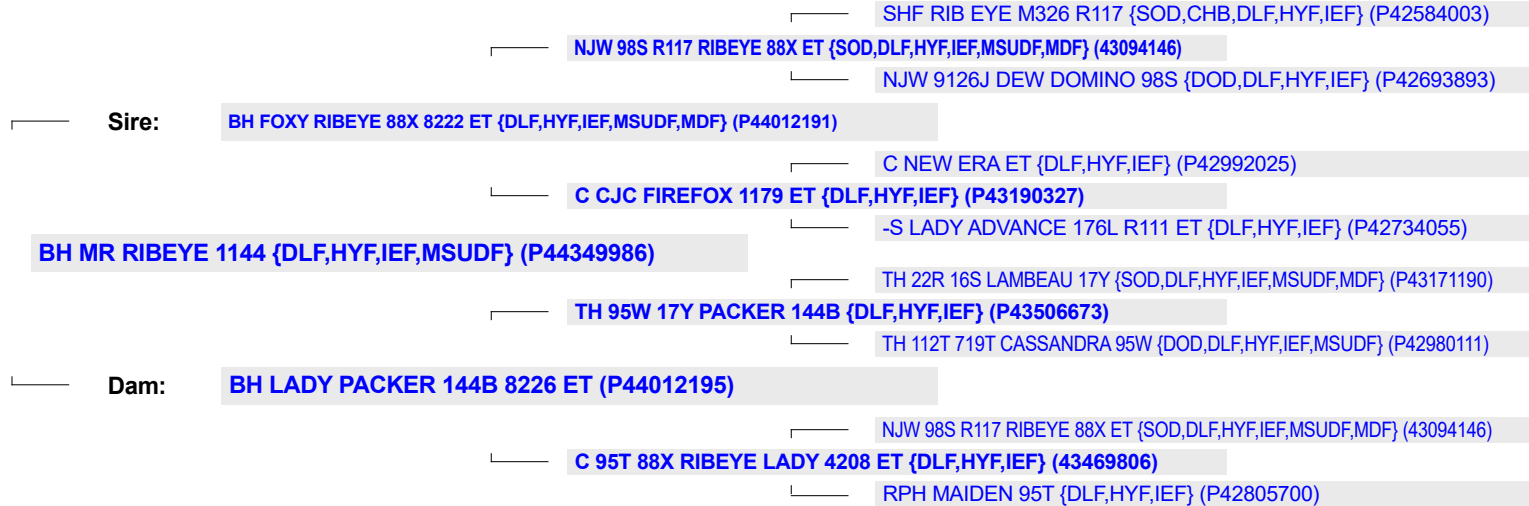 SHF RIB EYE M326 R117 {SOD,CHB,DLF,HYF,IEF} (P42584003)
NJW 98S R117 RIBEYE 88X ET {SOD,DLF,HYF,IEF,MSUDF,MDF} (43094146)
NJW 9126J DEW DOMINO 98S {DOD,DLF,HYF,IEF} (P42693893)
Sire: BH FOXY RIBEYE 88X 8222 ET {DLF,HYF,IEF,MSUDF,MDF} (P44012191)
C NEW ERA ET {DLF,HYF,IEF} (P42992025)
C CJC FIREFOX 1179 ET {DLF,HYF,IEF} (P43190327)
-S LADY ADVANCE 176L R111 ET {DLF,HYF,IEF} (P42734055)
BH MR RIBEYE 1144 {DLF,HYF,IEF,MSUDF} (P44349986)
TH 22R 16S LAMBEAU 17Y {SOD,DLF,HYF,IEF,MSUDF,MDF} (P43171190)
TH 95W 17Y PACKER 144B {DLF,HYF,IEF} (P43506673)
TH 112T 719T CASSANDRA 95W {DOD,DLF,HYF,IEF,MSUDF} (P42980111)
Dam: BH LADY PACKER 144B 8226 ET (P44012195)
NJW 98S R117 RIBEYE 88X ET {SOD,DLF,HYF,IEF,MSUDF,MDF} (43094146)
C 95T 88X RIBEYE LADY 4208 ET {DLF,HYF,IEF} (43469806)
RPH MAIDEN 95T {DLF,HYF,IEF} (P42805700)